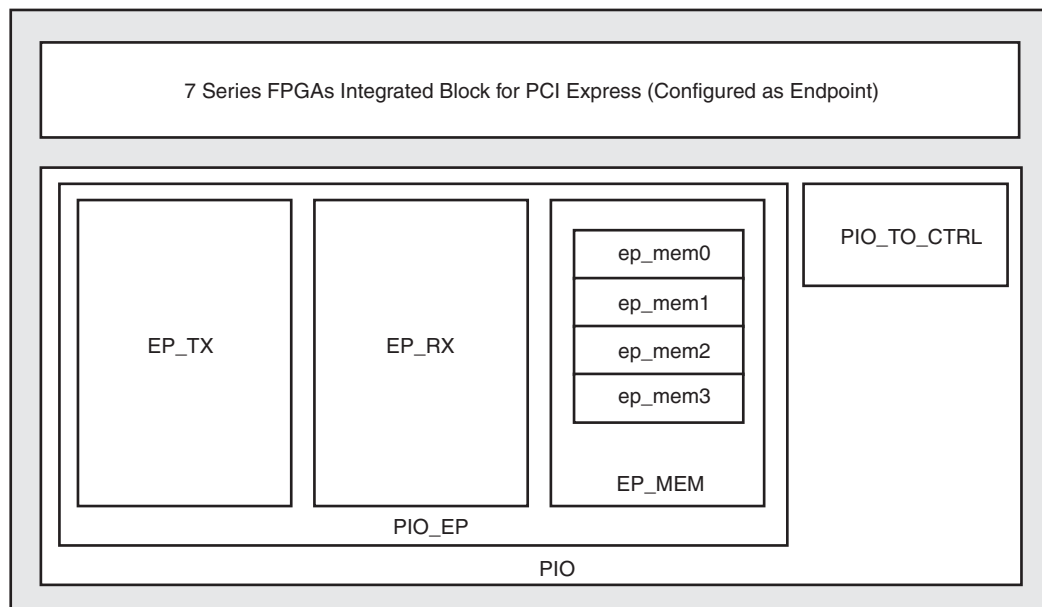 7 Series FPGAs Integrated Block for PCI Express (Configured as Endpoint)
PIO_TO_CTRL
ep_mem0
ep_mem1
EP_TX
EP_RX
ep_mem2
ep_mem3
EP_MEM
PIO_EP
PIO